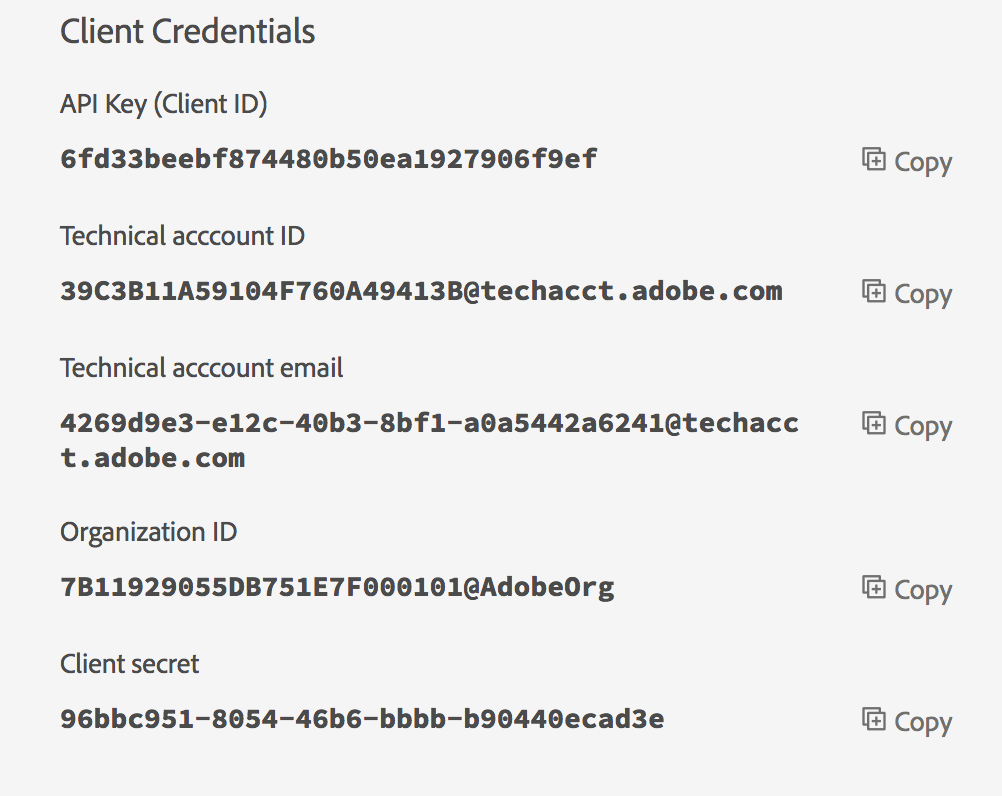 Client Credentials
API Key (Client ID)
6fd33beebf874480b50ea1927906f9ef
Copy
Technical acccount ID
39C3B11A59104F760A49413B@techacct.adobe.com
Copy
Technical acccount email
4269d9e3-e12c-40b3-8bf1-a0a5442a6241@techacc
t.adobe.com
Copy
Organization ID
7B11929055DB751E7F000101@AdobeOrg
Copy
Client secret
96bbc951-8054-46b6-bbbb-b90440ecad3e
Copy